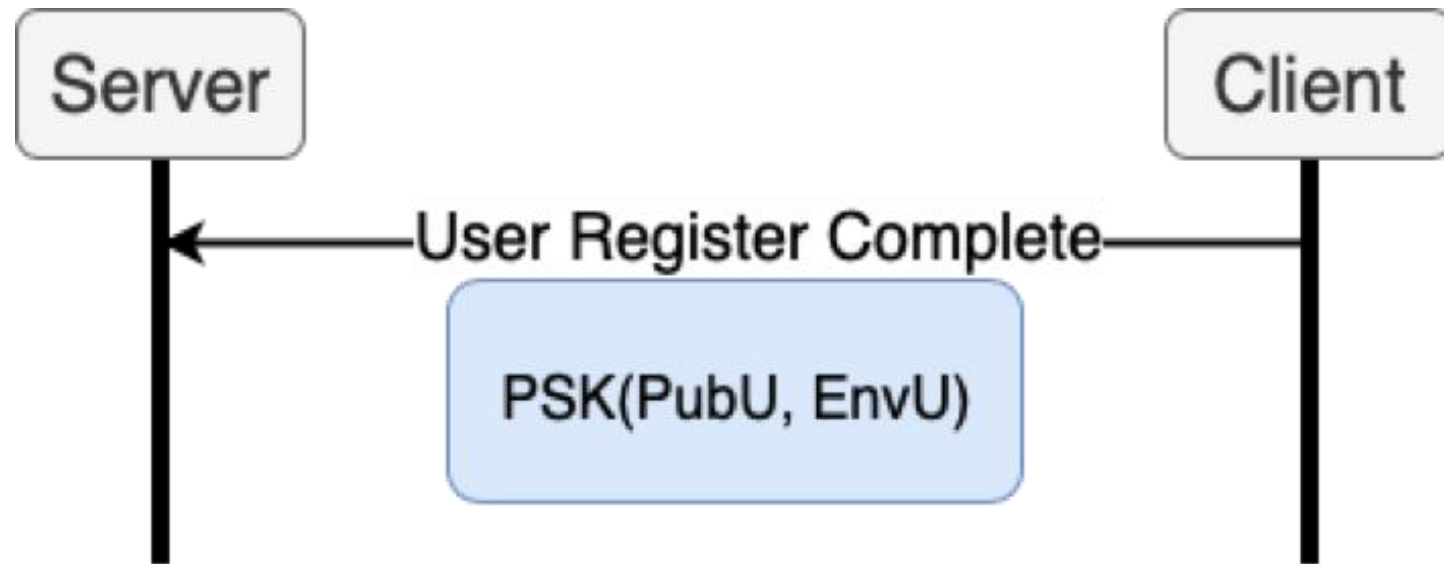 Server
Client
User Register Complete
PSK(PubU, EnvU)